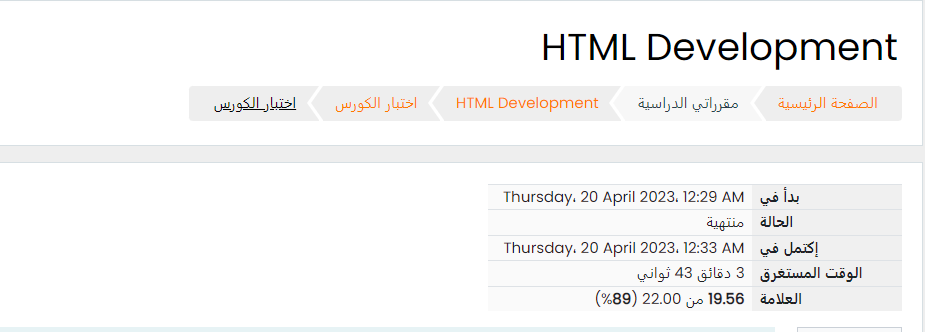 HTML Development
الصفحة الرئيسية مقرراتي الدراسية HTML Development اختبار الكورس اختبار الكورس
بدأ في Thursday، 20 April 2023، 12:29 AM
الحالة منتهية
إكتمل في Thursday، 20 April 2023، 12:33 AM
الوقت المستغرق 3 دقائق 43 ثواني
العلامة 19.56 من 22.00 (89%)